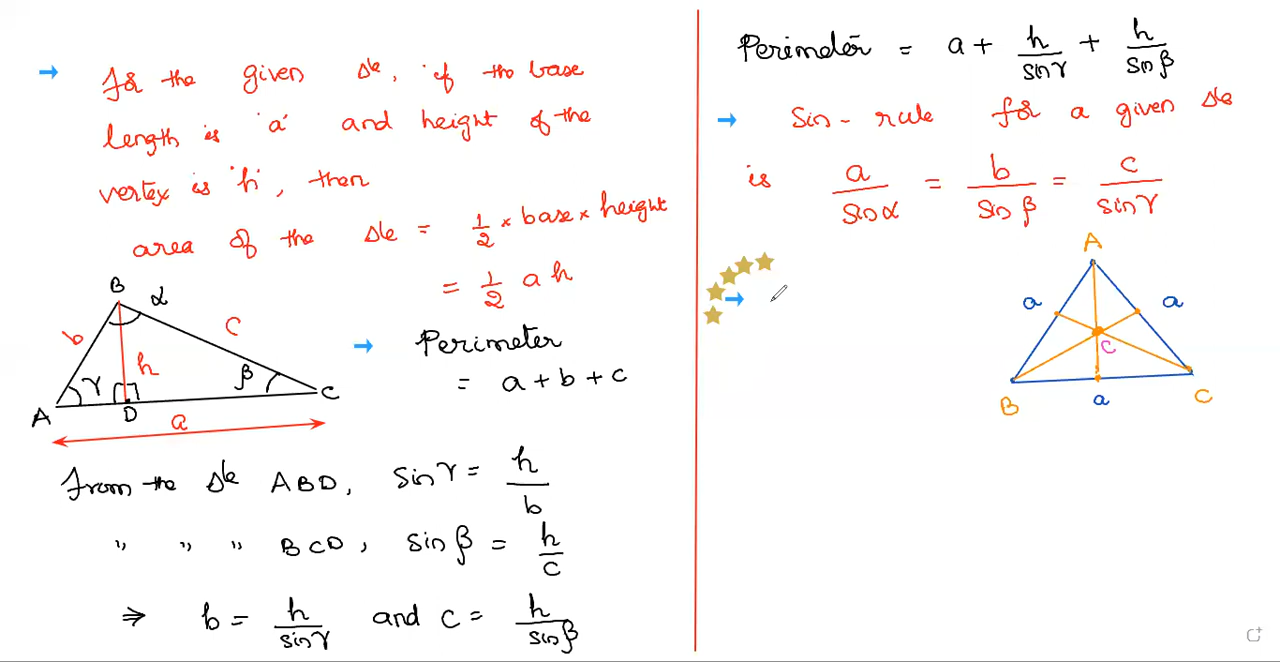 → For the given Δle, if the base
length is 'a' and height of the
vertex is 'h', then
area of the Δle = 1/2 × base × height
= 1/2 a h
B
α
b
c
h
γ
β
A
D
C
a
→ Perimeter
= a + b + c
From the Δle ABD, sin γ = h/b
〃 〃 〃 BCD, sin β = h/c
⇒ b = h/sin γ and c = h/sin β
Perimeter = a + h/sin γ + h/sin β
→ Sin-rule for a given Δle
is a/sin α = b/sin β = c/sin γ
→
A
a
a
C
B
a
C